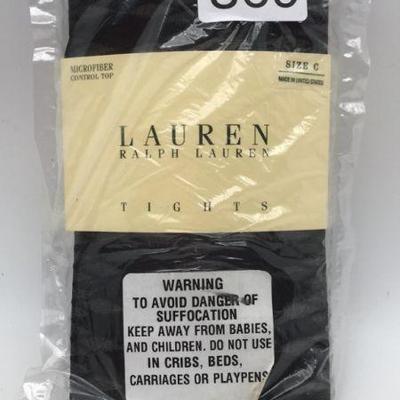 MICROFIBER
CONTROL TOP
SIZE C
MADE IN UNITED STATES
LAUREN
RALPH LAUREN
TIGHTS
WARNING
TO AVOID DANGER OF
SUFFOCATION
KEEP AWAY FROM BABIES,
AND CHILDREN. DO NOT USE
IN CRIBS, BEDS,
CARRIAGES OR PLAYPENS